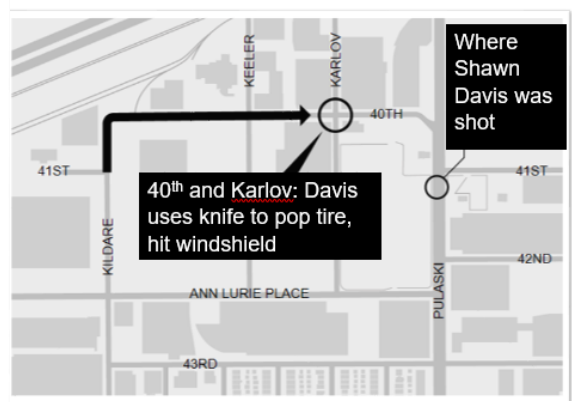 Where
Shawn
Davis was
shot
KEELER
KARLOV
40TH
41ST
41ST
40th and Karlov: Davis
uses knife to pop tire,
hit windshield
KILDARE
42ND
ANN LURIE PLACE
PULASKI
43RD